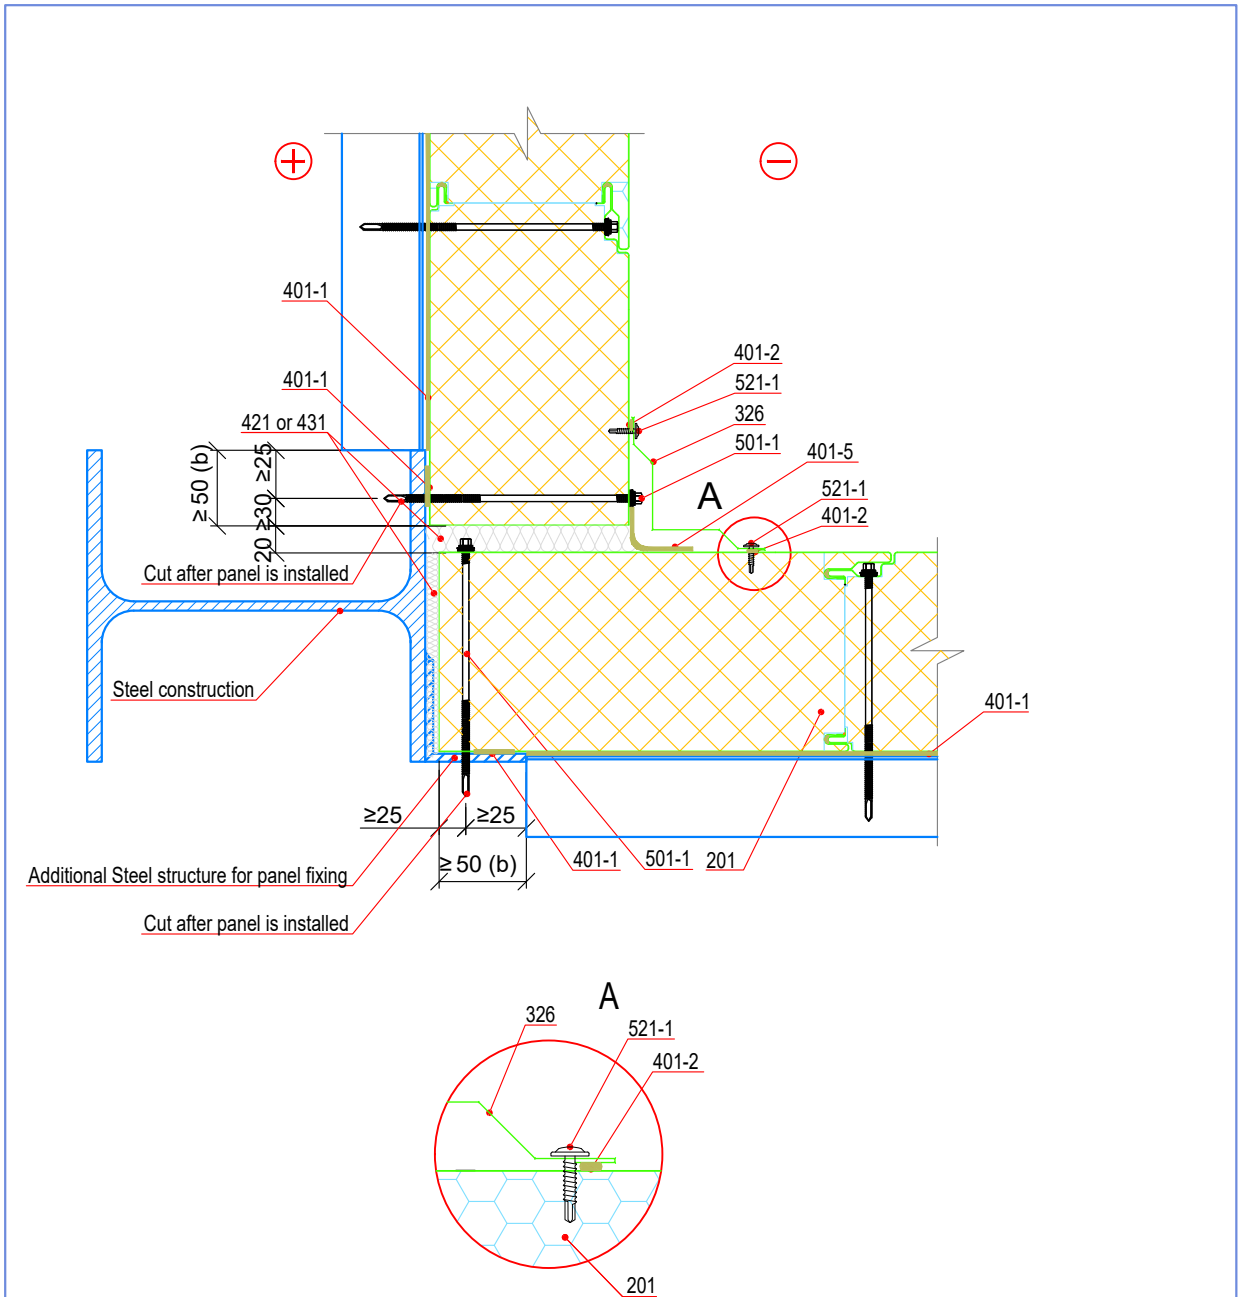 401-1
401-2
401-1
521-1
421 or 431
326
501-1
401-5
≥ 50 (b)
≥25
≥30
20
A
521-1
401-2
Cut after panel is installed
Steel construction
401-1
≥25
≥25
≥ 50 (b)
401-1
501-1
201
Additional Steel structure for panel fixing
Cut after panel is installed
A
326
521-1
401-2
201